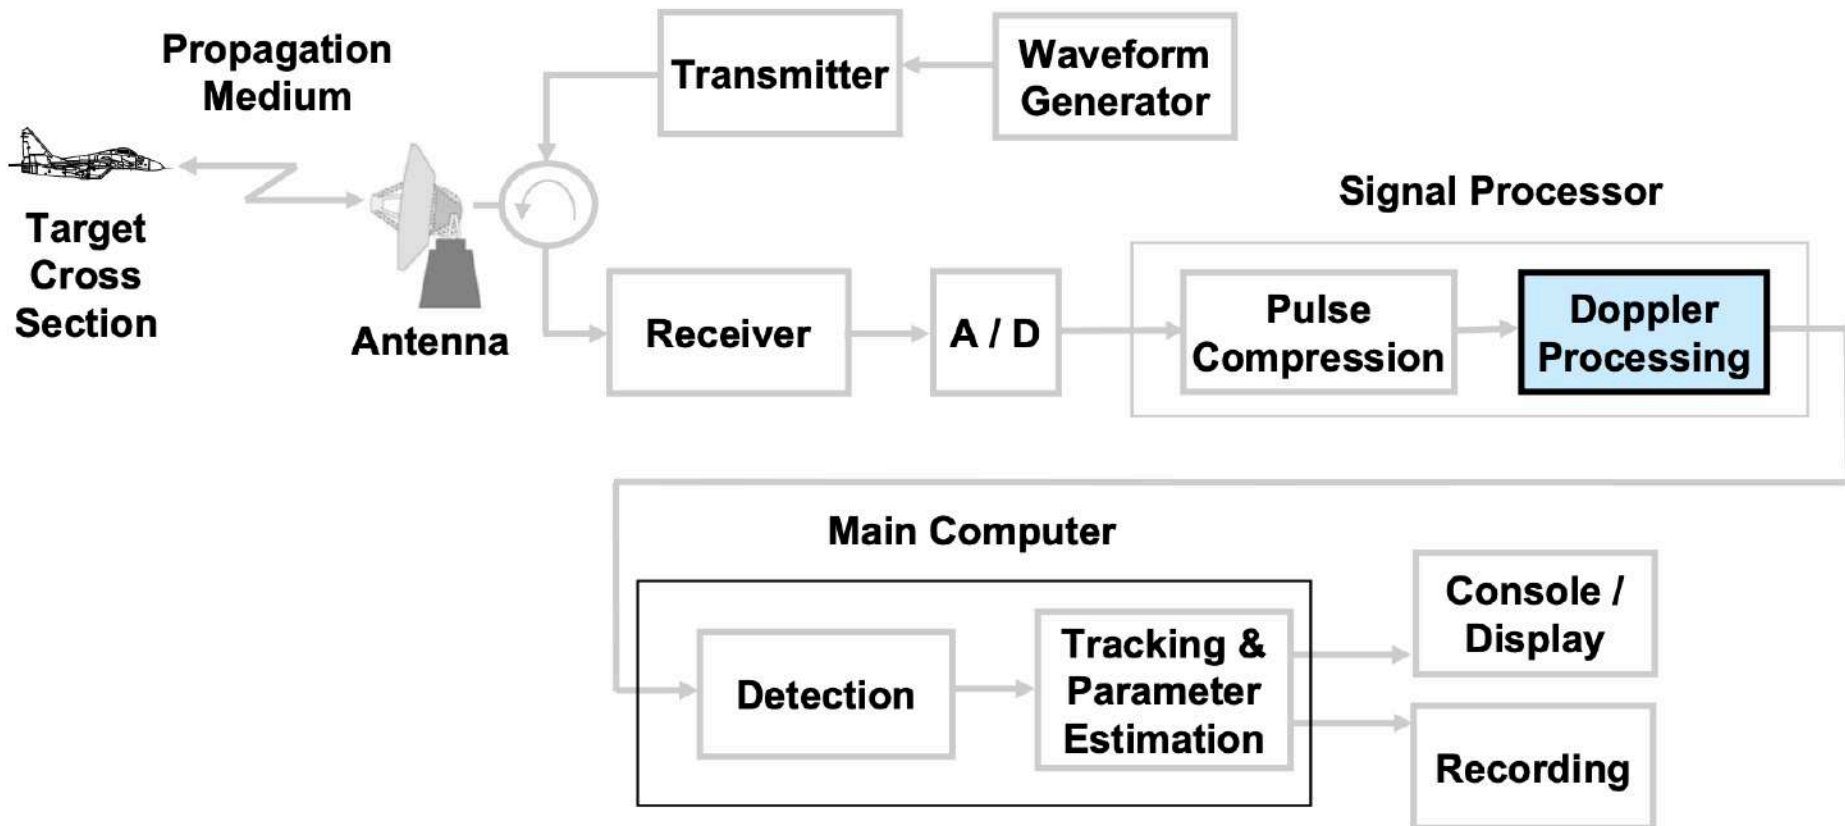 Propagation
Medium
Transmitter
Waveform
Generator
Target
Cross
Section
Antenna
Signal Processor
Receiver
A / D
Pulse
Compression
Doppler
Processing
Main Computer
Detection
Tracking &
Parameter
Estimation
Console /
Display
Recording